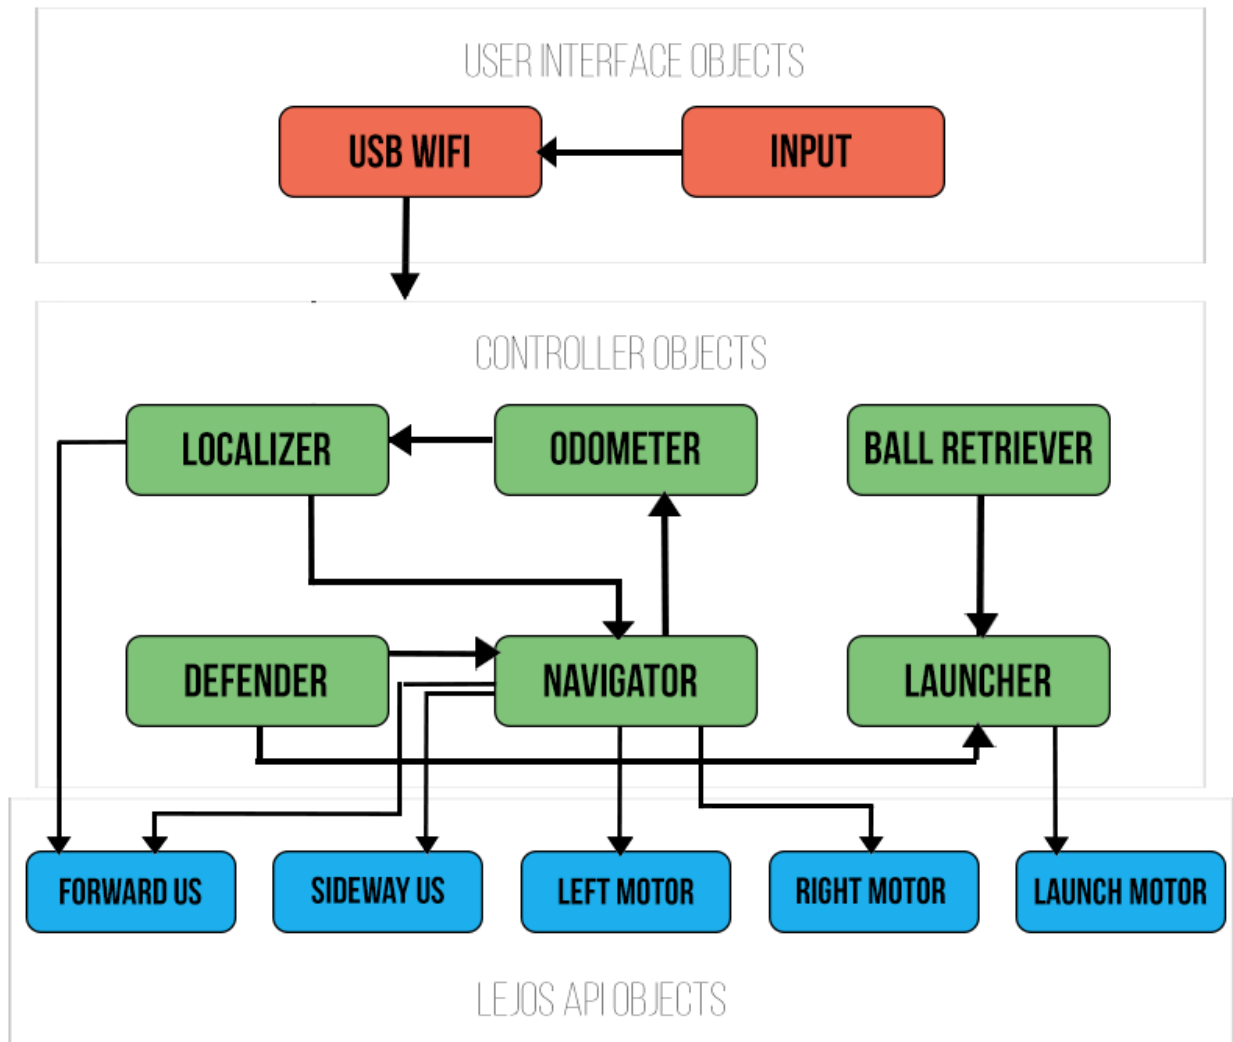 USER INTERFACE OBJECTS
USB WIFI
INPUT
CONTROLLER OBJECTS
LOCALIZER
ODOMETER
BALL RETRIEVER
DEFENDER
NAVIGATOR
LAUNCHER
FORWARD US
SIDEWAY US
LEFT MOTOR
RIGHT MOTOR
LAUNCH MOTOR
LEJOS API OBJECTS